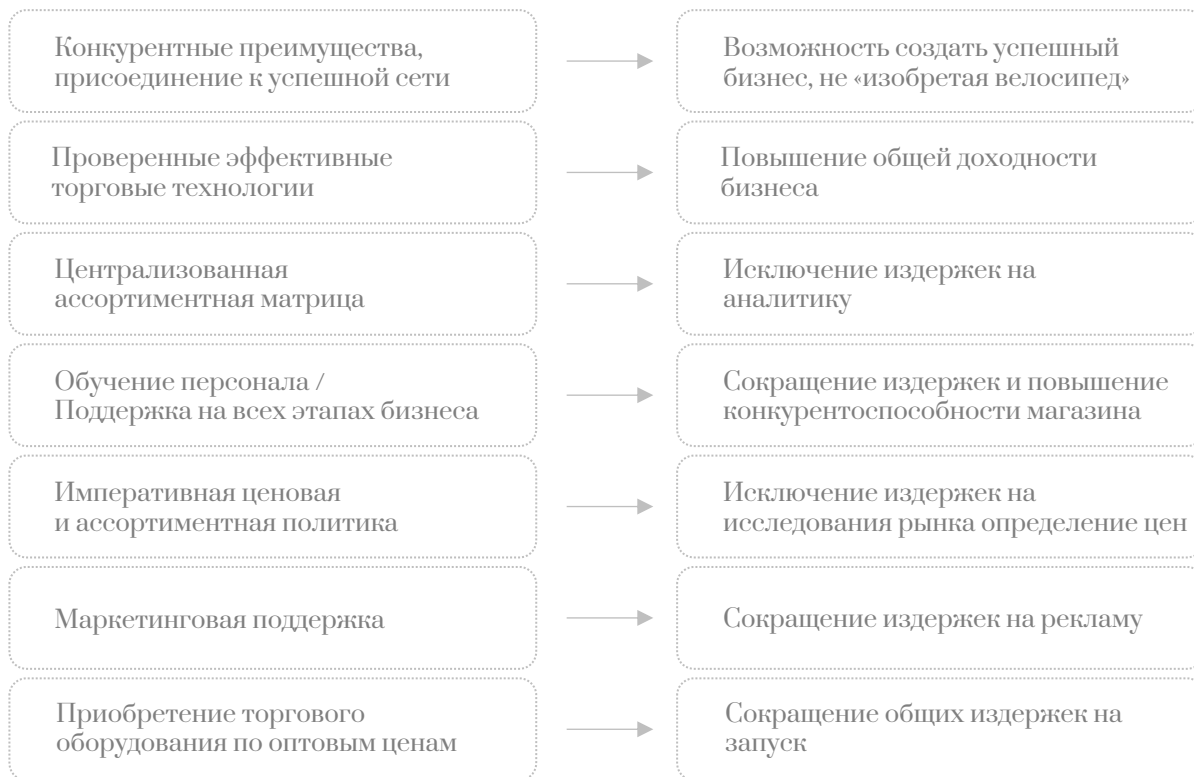 Конкурентные преимущества,
присоединение к успешной сети
Возможность создать успешный
бизнес, не «изобретая велосипед»
Проверенные эффективные
торговые технологии
Повышение общей доходности
бизнеса
Централизованная
ассортиментная матрица
Исключение издержек на
аналитику
Обучение персонала /
Поддержка на всех этапах бизнеса
Сокращение издержек и повышение
конкурентоспособности магазина
Императивная ценовая
и ассортиментная политика
Исключение издержек на
исследования рынка определение цен
Маркетинговая поддержка
Сокращение издержек на рекламу
Приобретение торгового
оборудования по оптовым ценам
Сокращение общих издержек на
запуск